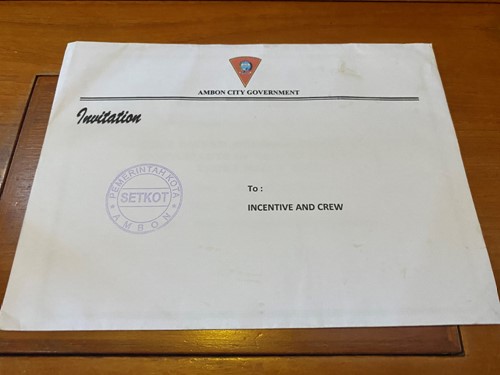 AMBON CITY GOVERNMENT
Invitation
To :
INCENTIVE AND CREW
PEMERINTAH KOTA
SETKOT
AMBON